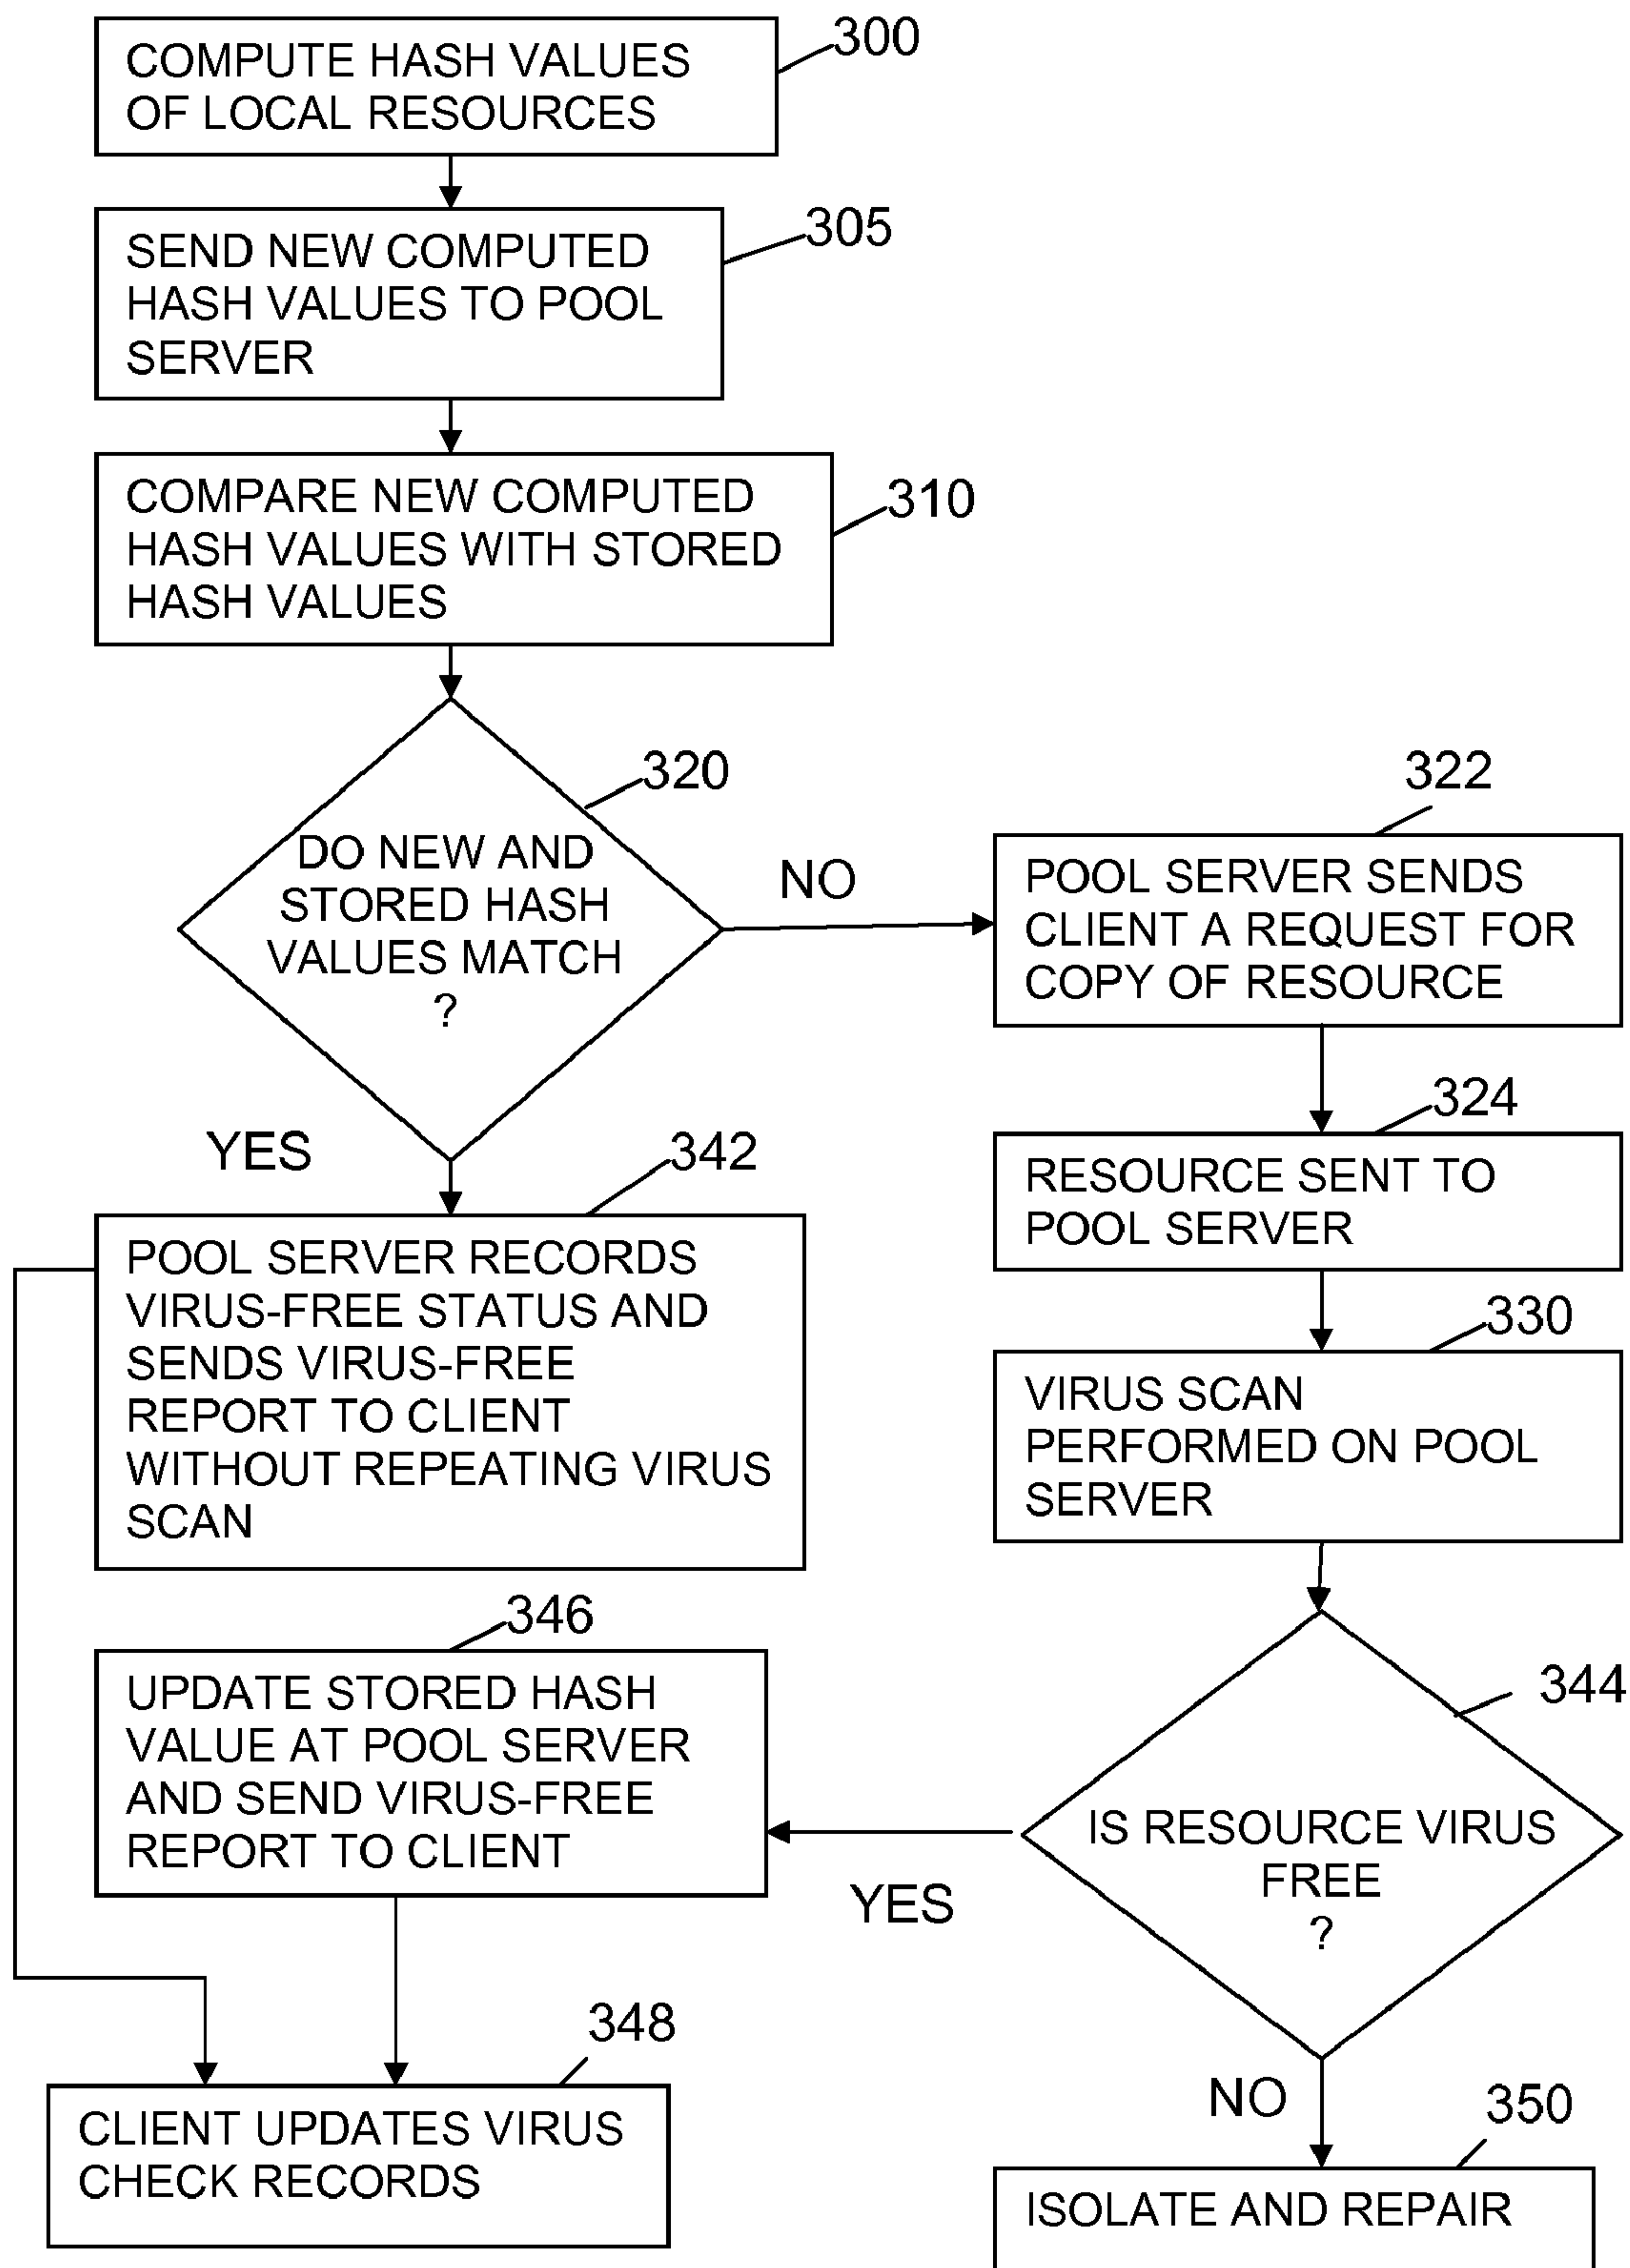 300
COMPUTE HASH VALUES
OF LOCAL RESOURCES
305
SEND NEW COMPUTED
HASH VALUES TO POOL
SERVER
310
COMPARE NEW COMPUTED
HASH VALUES WITH STORED
HASH VALUES
320
DO NEW AND
STORED HASH
VALUES MATCH
?
NO
322
POOL SERVER SENDS
CLIENT A REQUEST FOR
COPY OF RESOURCE
324
RESOURCE SENT TO
POOL SERVER
330
VIRUS SCAN
PERFORMED ON POOL
SERVER
YES
342
POOL SERVER RECORDS
VIRUS-FREE STATUS AND
SENDS VIRUS-FREE
REPORT TO CLIENT
WITHOUT REPEATING VIRUS
SCAN
344
IS RESOURCE VIRUS
FREE
?
YES
346
UPDATE STORED HASH
VALUE AT POOL SERVER
AND SEND VIRUS-FREE
REPORT TO CLIENT
348
CLIENT UPDATES VIRUS
CHECK RECORDS
NO
350
ISOLATE AND REPAIR